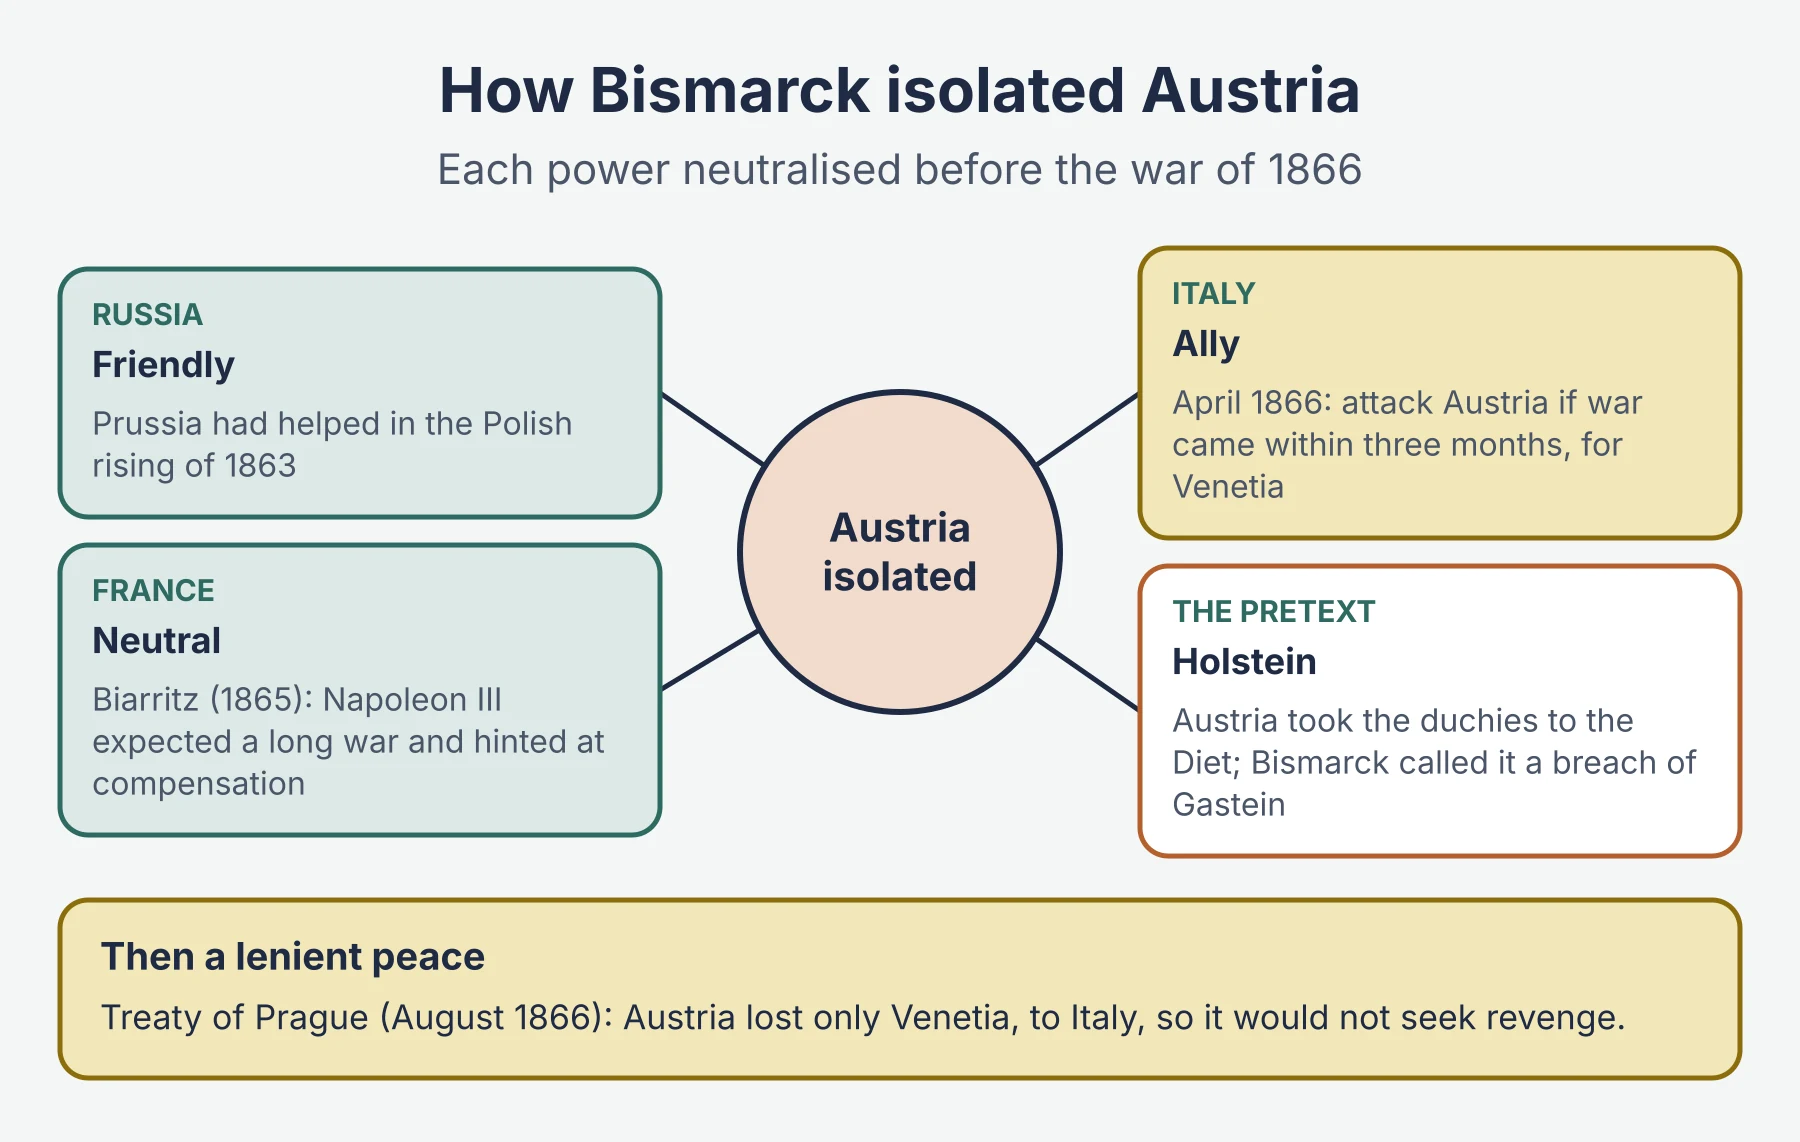 How Bismarck isolated Austria
Each power neutralised before the war of 1866
RUSSIA
Friendly
Prussia had helped in the Polish
rising of 1863
FRANCE
Neutral
Biarritz (1865): Napoleon III
expected a long war and hinted at
compensation
Austria
isolated
ITALY
Ally
April 1866: attack Austria if war
came within three months, for
Venetia
THE PRETEXT
Holstein
Austria took the duchies to the
Diet; Bismarck called it a breach of
Gastein
Then a lenient peace
Treaty of Prague (August 1866): Austria lost only Venetia, to Italy, so it would not seek revenge.